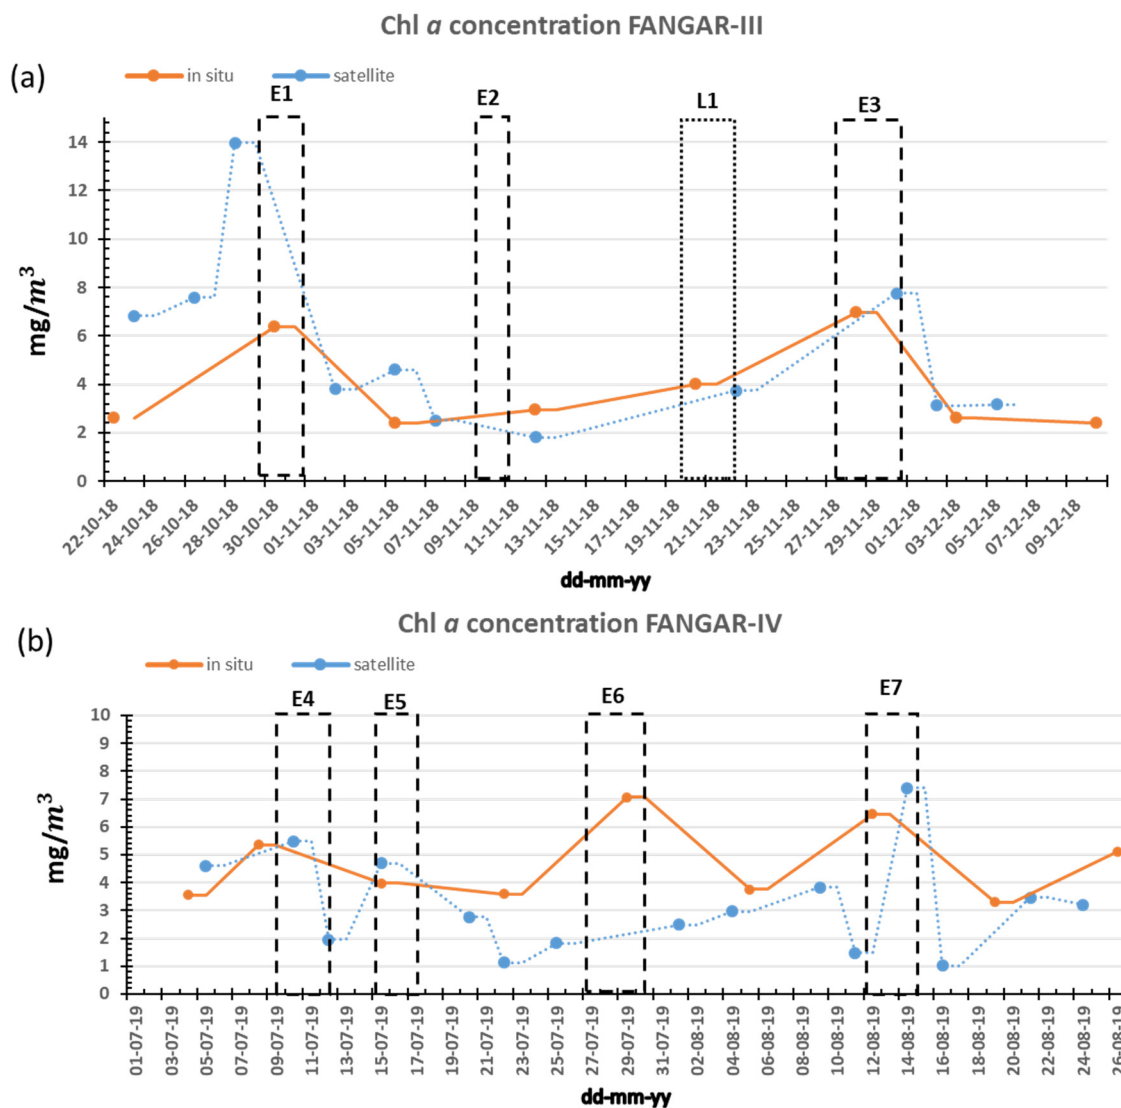 Chl a concentration FANGAR-III
(a)
in situ satellite
E1 E2 L1 E3
14
12
10
8
6
4
2
0
mg/m³
22-10-18 24-10-18 26-10-18 28-10-18 30-10-18 01-11-18 03-11-18 05-11-18 07-11-18 09-11-18 11-11-18 13-11-18 15-11-18 17-11-18 19-11-18 21-11-18 23-11-18 25-11-18 27-11-18 29-11-18 01-12-18 03-12-18 05-12-18 07-12-18 09-12-18
dd-mm-yy
Chl a concentration FANGAR-IV
(b)
in situ satellite
E4 E5 E6 E7
10
9
8
7
6
5
4
3
2
1
0
mg/m³
01-07-19 03-07-19 05-07-19 07-07-19 09-07-19 11-07-19 13-07-19 15-07-19 17-07-19 19-07-19 21-07-19 23-07-19 25-07-19 27-07-19 29-07-19 31-07-19 02-08-19 04-08-19 06-08-19 08-08-19 10-08-19 12-08-19 14-08-19 16-08-19 18-08-19 20-08-19 22-08-19 24-08-19 26-08-19
dd-mm-yy